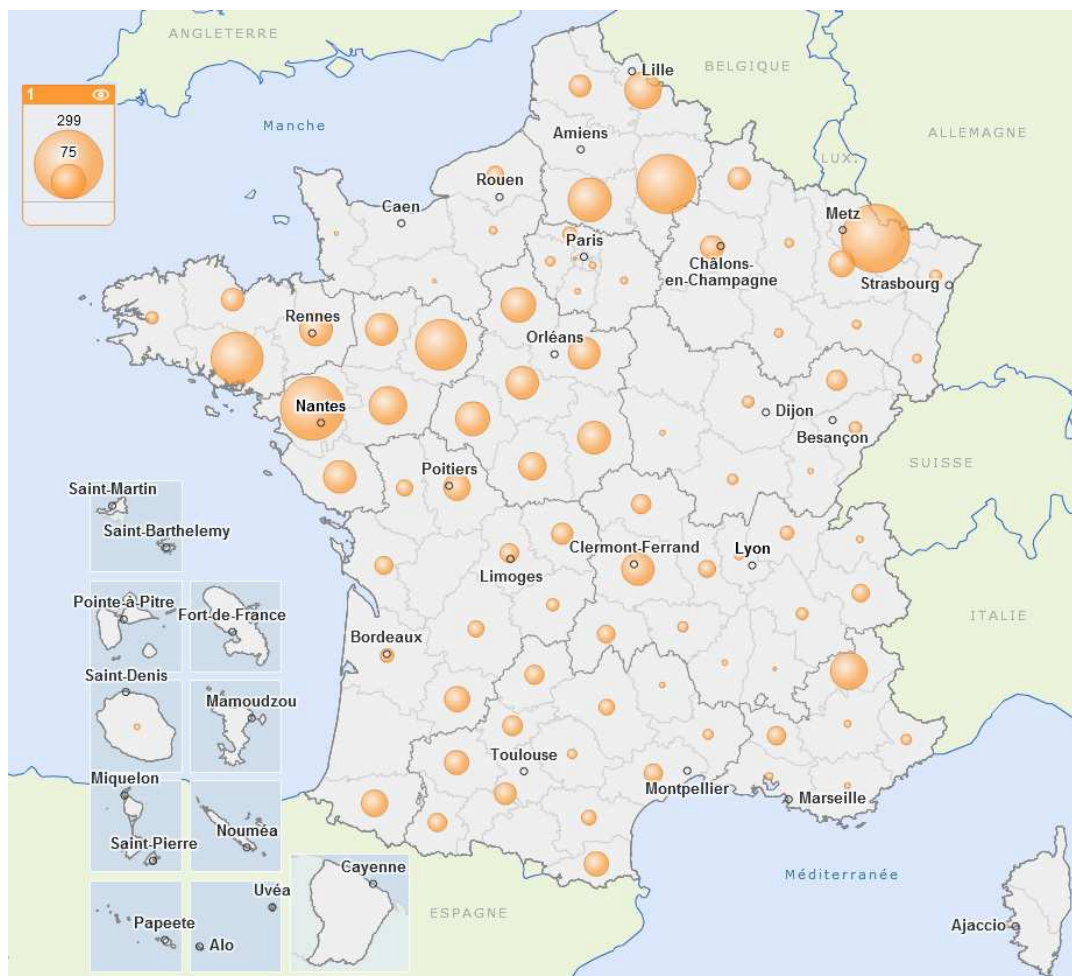 ANGLETERRE
Lille
BELGIQUE
1
299
75
Manche
ALLEMAGNE
Amiens
LUX.
Rouen
Caen
Metz
Paris
Châlons-
en-Champagne
Strasbourg
Rennes
Orléans
Nantes
Dijon
Besançon
SUISSE
Poitiers
Saint-Martin
Saint-Barthelemy
Clermont-Ferrand
Lyon
Limoges
Pointe-à-Pitre
Fort-de-France
ITALIE
Bordeaux
Saint-Denis
Mamoudzou
Toulouse
Miquelon
Montpellier
Marseille
Saint-Pierre
Nouméa
Cayenne
Méditerranée
Uvéa
ESPAGNE
Papeete
Alo
Ajaccio